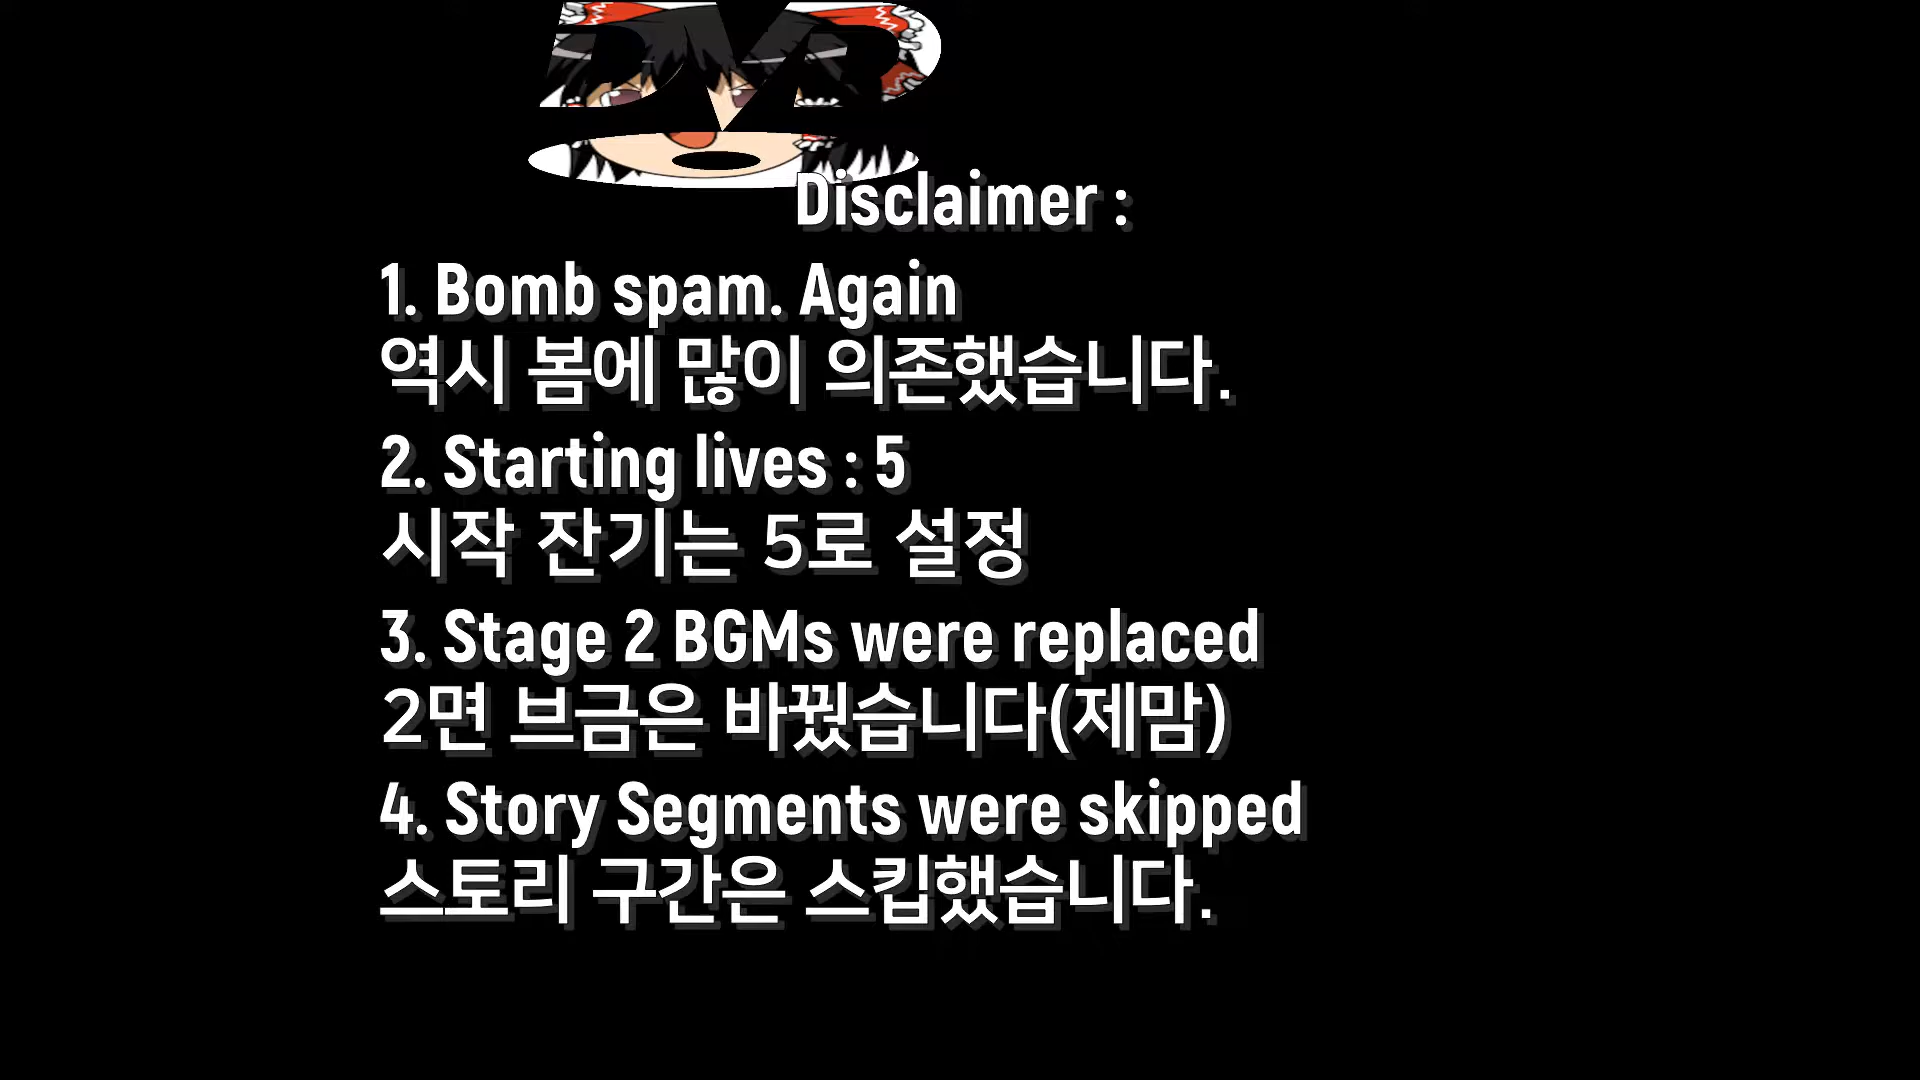 DVD
Disclaimer :
1. Bomb spam. Again
역시 봄에 많이 의존했습니다.
2. Starting lives : 5
시작 잔기는 5로 설정
3. Stage 2 BGMs were replaced
2면 브금은 바꿨습니다(제맘)
4. Story Segments were skipped
스토리 구간은 스킵했습니다.